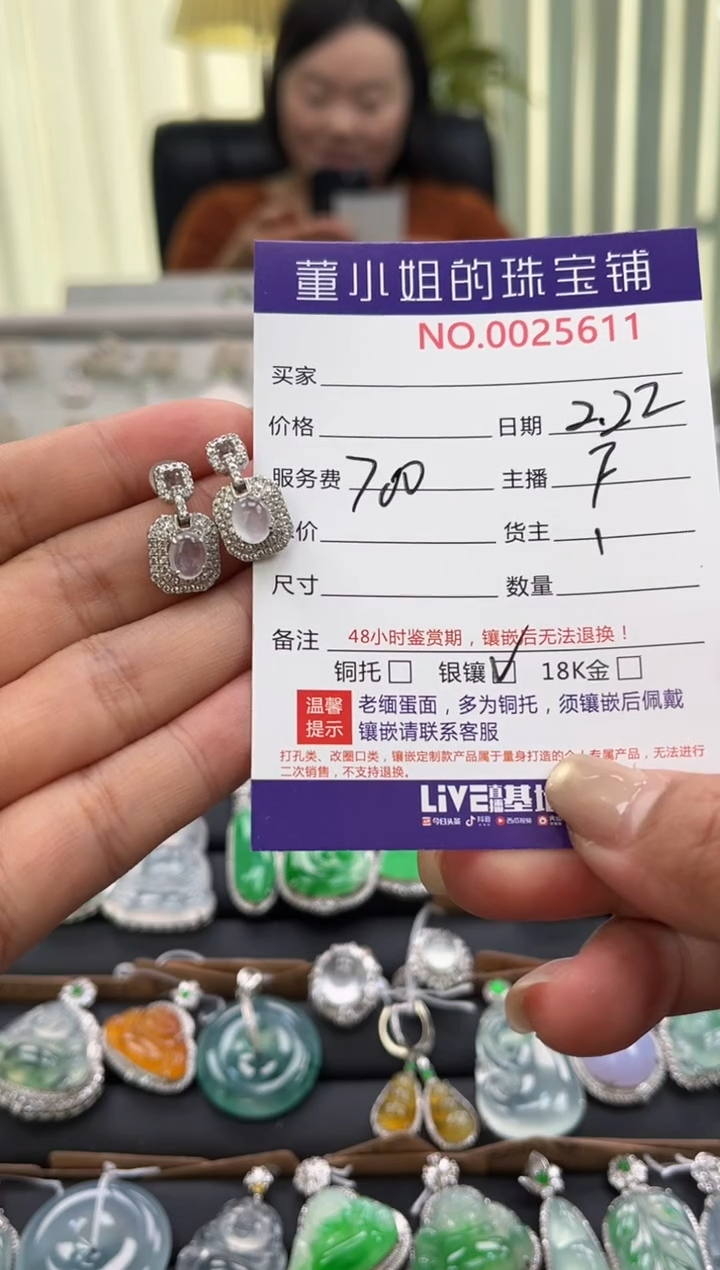 董小姐的珠宝铺
NO.0025611
买家
价格 日期 2.22
服务费 700 主播 7
价 货主 1
尺寸 数量
备注 48小时鉴赏期，镶嵌后无法退换！
铜托 银镶 18K金
温馨提示 老缅蛋面，多为铜托，须镶嵌后佩戴
镶嵌请联系客服
打孔类、改圈口类，镶嵌定制款产品属于量身打造的个人专属产品，无法进行
二次销售，不支持退换。
LiVE直播基地
今日头条 抖音 西瓜视频